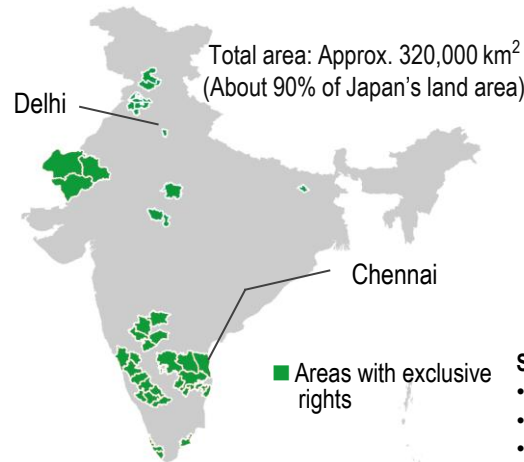 Total area: Approx. 320,000 km²
(About 90% of Japan's land area)
Delhi
Chennai
Areas with exclusive
rights
S
•
•
•